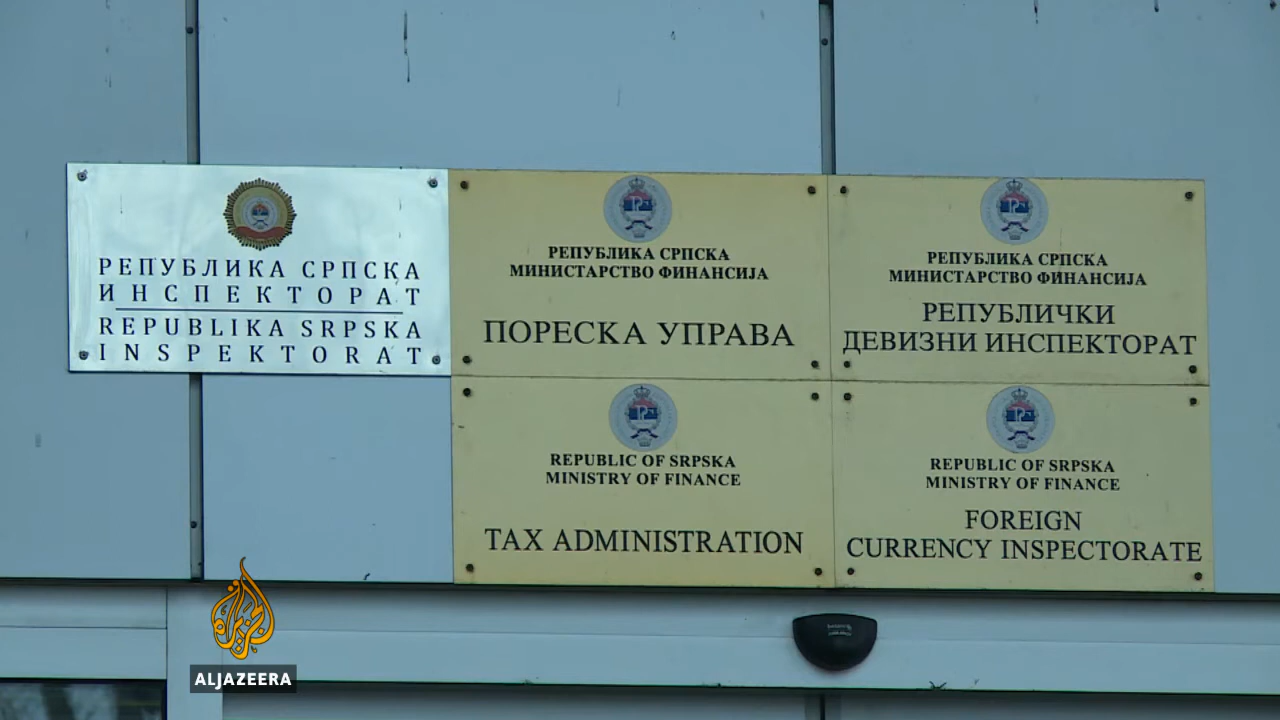 РЕПУБЛИКА СРПСКА
ИНСПЕКТОРАТ
REPUBLIKA SRPSKA
INSPEKTORAT
РЕПУБЛИКА СРПСКА
МИНИСТАРСТВО ФИНАНСИЈА
ПОРЕСКА УПРАВА
РЕПУБЛИКА СРПСКА
МИНИСТАРСТВО ФИНАНСИЈА
РЕПУБЛИЧКИ
ДЕВИЗНИ ИНСПЕКТОРАТ
REPUBLIC OF SRPSKA
MINISTRY OF FINANCE
TAX ADMINISTRATION
REPUBLIC OF SRPSKA
MINISTRY OF FINANCE
FOREIGN
CURRENCY INSPECTORATE
الجزيرة
ALJAZEERA